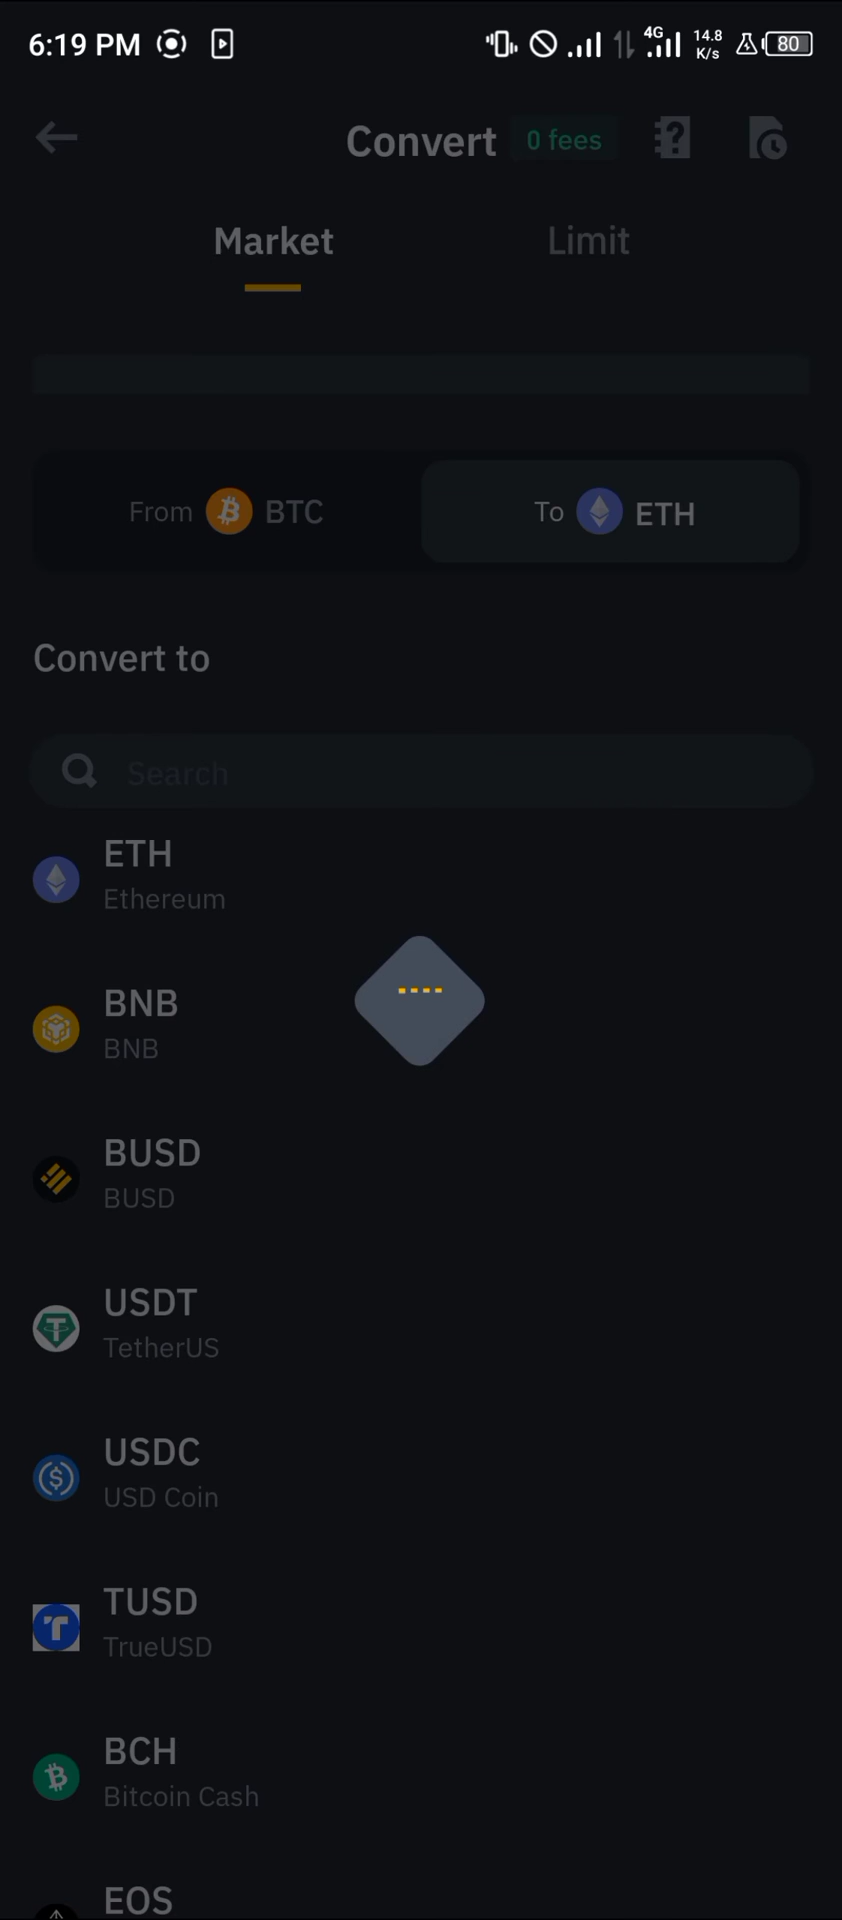 6:19 PM 4G 14.8 K/s 80
Convert 0 fees
Market Limit
From BTC To ETH
Convert to
Search
ETH
Ethereum
BNB
BNB
BUSD
BUSD
USDT
TetherUS
USDC
USD Coin
TUSD
TrueUSD
BCH
Bitcoin Cash
EOS